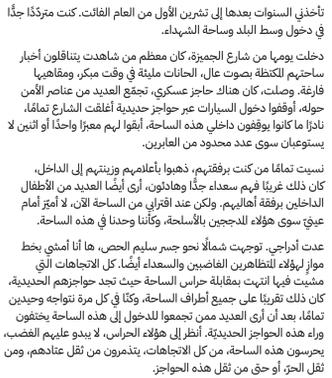 تأخذني السنوات بعدها إلى تشرين الأول من العام الفائت. كنت متردّدًا جدًّا
في دخول وسط البلد وساحة الشهداء.
دخلت يومها من شارع الجميزة، كان معظم من شاهدت يتناقلون أخبار
ساحتهم المكتظة بصوت عال، الحانات مليئة في وقت مبكر، ومقاهيها
فارغة. وصلت، كان هناك حاجز عسكري، تجمّع العديد من عناصر الأمن
حوله، أوقفوا دخول السيارات عبر حواجز حديدية أغلقت الشارع تمامًا،
نادرًا ما كانوا يوقفون داخلي هذه الساحة، أبقوا لهم معبرًا واحدًا أو اثنين لا
يستوعبان سوى عدد محدود من العابرين.
نسيت تمامًا من كنت برفقتهم، ذهبوا بأعلامهم وزينتهم إلى الداخل،
كان ذلك غريبًا فهم سعداء جدًّا وهادئون، أرى أيضًا العديد من الأطفال
الداخلين برفقة أهاليهم. ولكن عند اقترابي من الساحة الآن، لا أميّز أمام
عينيّ سوى هؤلاء المدججين بالأسلحة، وكأننا وحدنا في هذه الساحة.
عدت أدراجي. توجهت شمالًا نحو جسر سليم الحص، ها أنا أمشي بخط
موازٍ لهؤلاء المتظاهرين الغاضبين والسعداء أيضًا. كل الاتجاهات التي
مشيت فيها انتهت بمقابلة حراس الساحة حيث تجد حواجزهم الحديدية،
كان ذلك تقريبًا على جميع أطراف الساحة، وكنّا في كل مرة نتواجه وحيدين
تمامًا، بعد أن أرى العديد ممن تجمعوا للدخول إلى هذه الساحة يختفون
وراء هذه الحواجز الحديديّة. أنظر إلى هؤلاء الحراس، لا يبدو عليهم الغضب،
يحرسون هذه الساحة، من كل الاتجاهات، يتذمرون من ثقل عتادهم، ومن
ثقل الحرّ، أو حتى من ثقل هذه الحواجز.